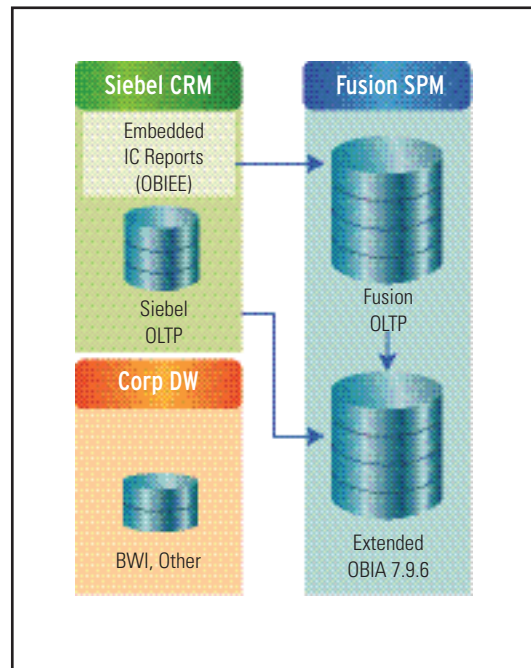 Siebel CRM
Embedded
IC Reports
(OBIEE)
Siebel
OLTP
Corp DW
BWI, Other
Fusion SPM
Fusion
OLTP
Extended
OBIA 7.9.6